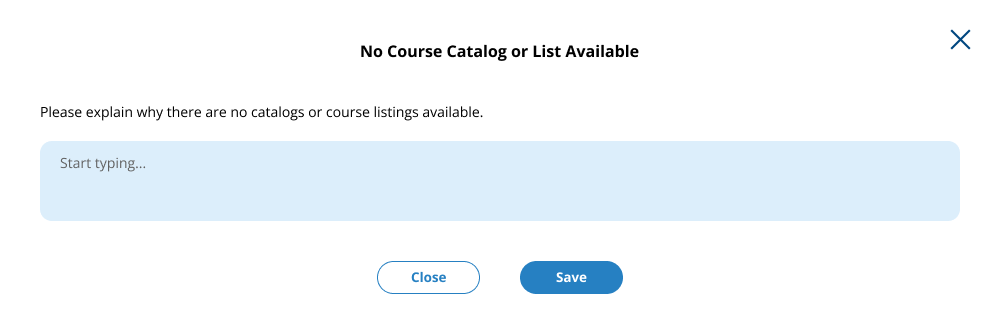 No Course Catalog or List Available
Please explain why there are no catalogs or course listings available.
Start typing...
Close
Save